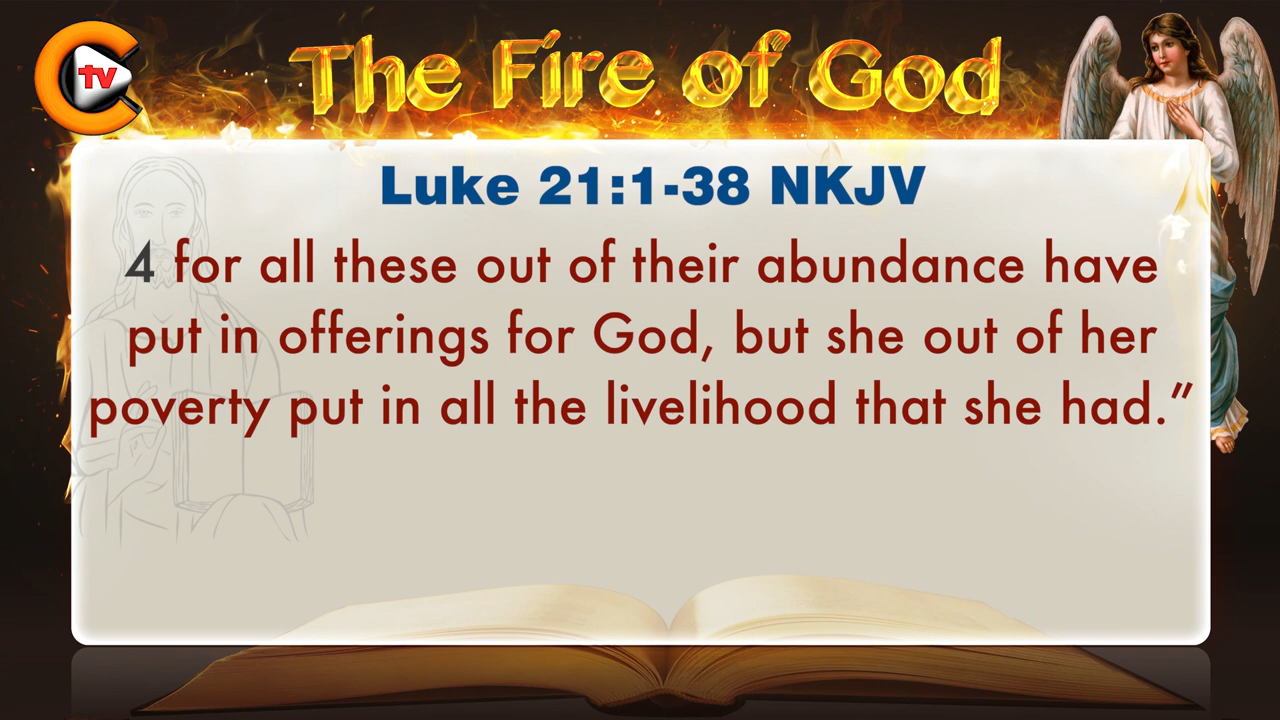 tv
The Fire of God
Luke 21:1-38 NKJV
4 for all these out of their abundance have
put in offerings for God, but she out of her
poverty put in all the livelihood that she had.”